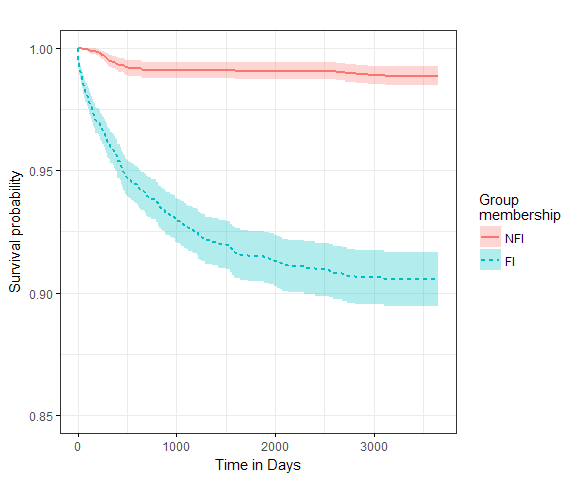 1.00
0.95
0.90
0.85
Survival probability
0
1000
2000
3000
Time in Days
Group
membership
NFI
FI